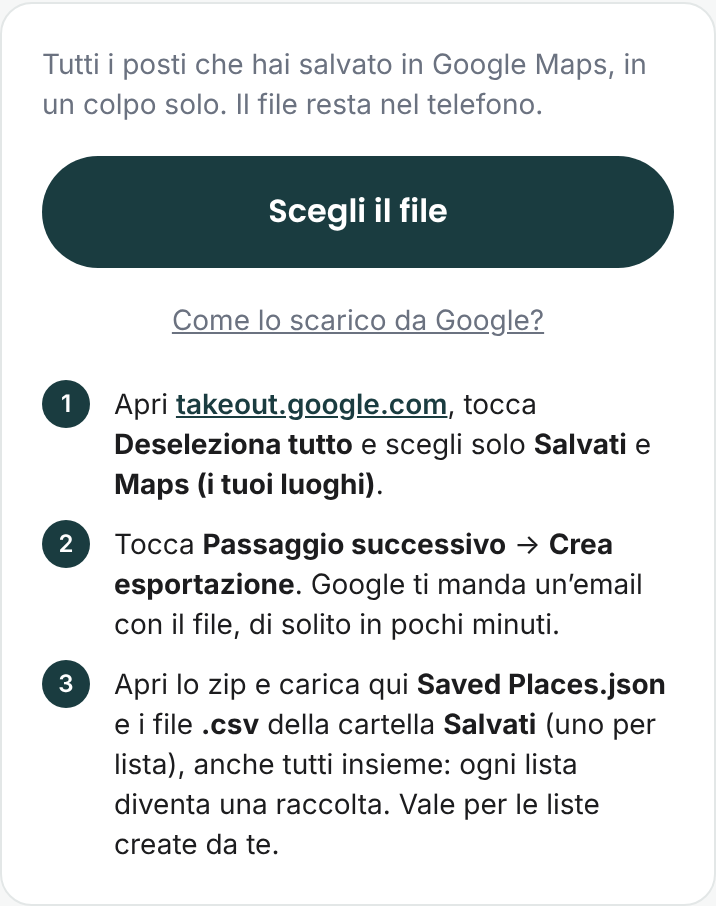 Tutti i posti che hai salvato in Google Maps, in
un colpo solo. Il file resta nel telefono.
Scegli il file
Come lo scarico da Google?
1 Apri takeout.google.com, tocca
Deseleziona tutto e scegli solo Salvati e
Maps (i tuoi luoghi).
2 Tocca Passaggio successivo → Crea
esportazione. Google ti manda un’email
con il file, di solito in pochi minuti.
3 Apri lo zip e carica qui Saved Places.json
e i file .csv della cartella Salvati (uno per
lista), anche tutti insieme: ogni lista
diventa una raccolta. Vale per le liste
create da te.